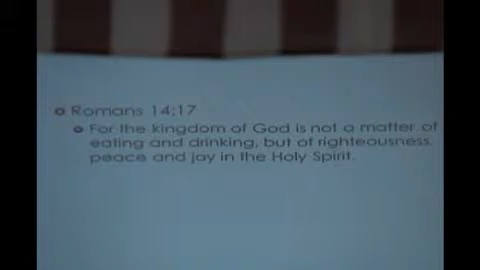 Romans 14:17
For the kingdom of God is not a matter of
eating and drinking, but of righteousness,
peace and joy in the Holy Spirit.